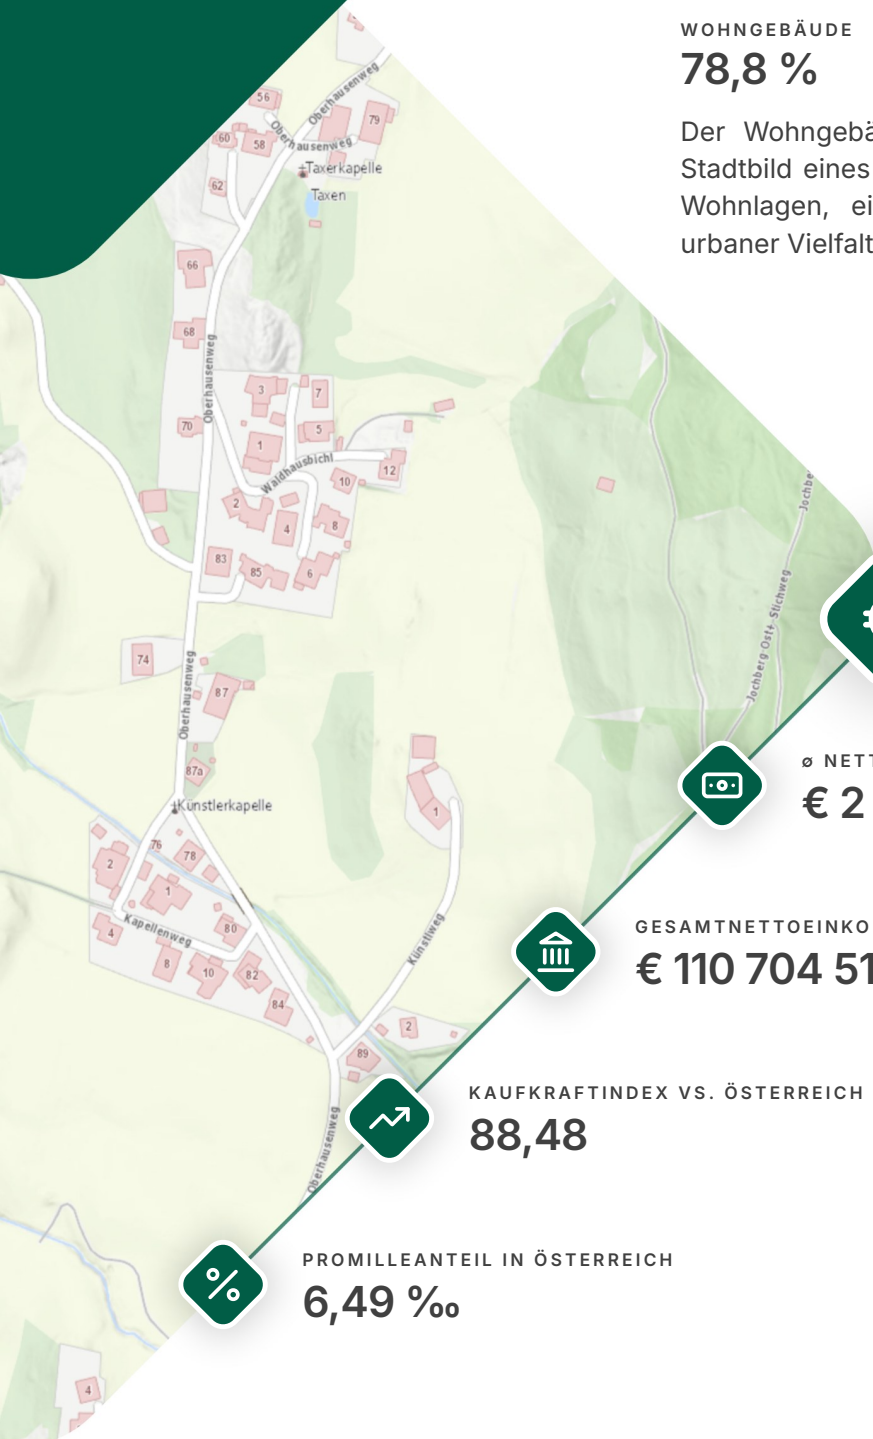 WOHNGEBÄUDE
78,8 %
Der Wohngebä
Stadtbild eines
Wohnlagen, ei
urbaner Vielfalt
Oberhausenweg
56
79
Oberhausenweg
60
58
Taxerkapelle
62
Taxen
66
68
Oberhausenweg
3
7
70
5
1
Waldhausbichl
12
10
2
4
8
83
85
6
Jochbe
Jochberg Ost+ Stichweg
74
Oberhausenweg
87
87a
Künstlerkapelle
1
76
2
78
1
Kapellenweg
4
80
8
10
82
84
Künstlweg
2
89
Oberhausenweg
4
ø NETT
€ 2
GESAMTNETTOEINKO
€ 110 704 51
KAUFKRAFTINDEX VS. ÖSTERREICH
88,48
PROMILLEANTEIL IN ÖSTERREICH
6,49 ‰